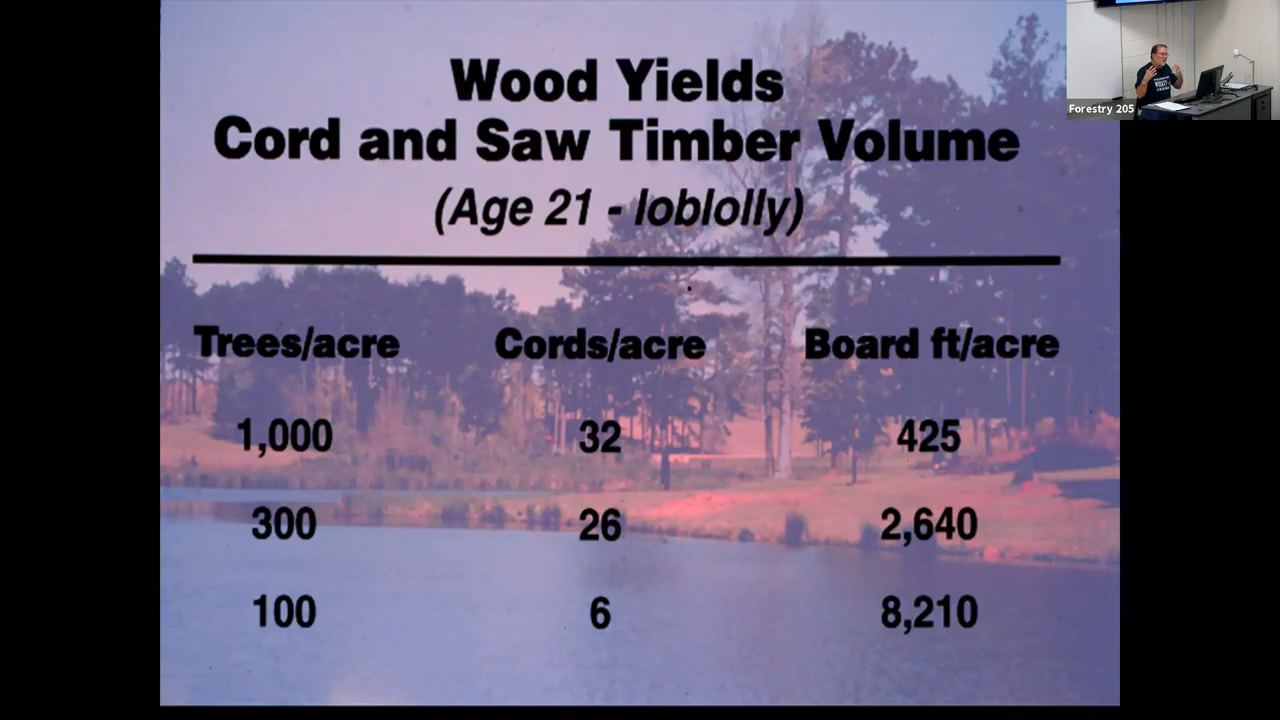 Wood Yields
Cord and Saw Timber Volume
(Age 21 - loblolly)
Trees/acre Cords/acre Board ft/acre
1,000 32 425
300 26 2,640
100 6 8,210
Forestry 205